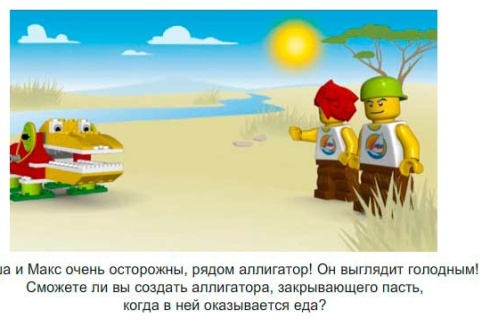 и Макс очень осторожны, рядом аллигатор! Он выглядит голодным!
Сможете ли вы создать аллигатора, закрывающего пасть,
когда в ней оказывается еда?